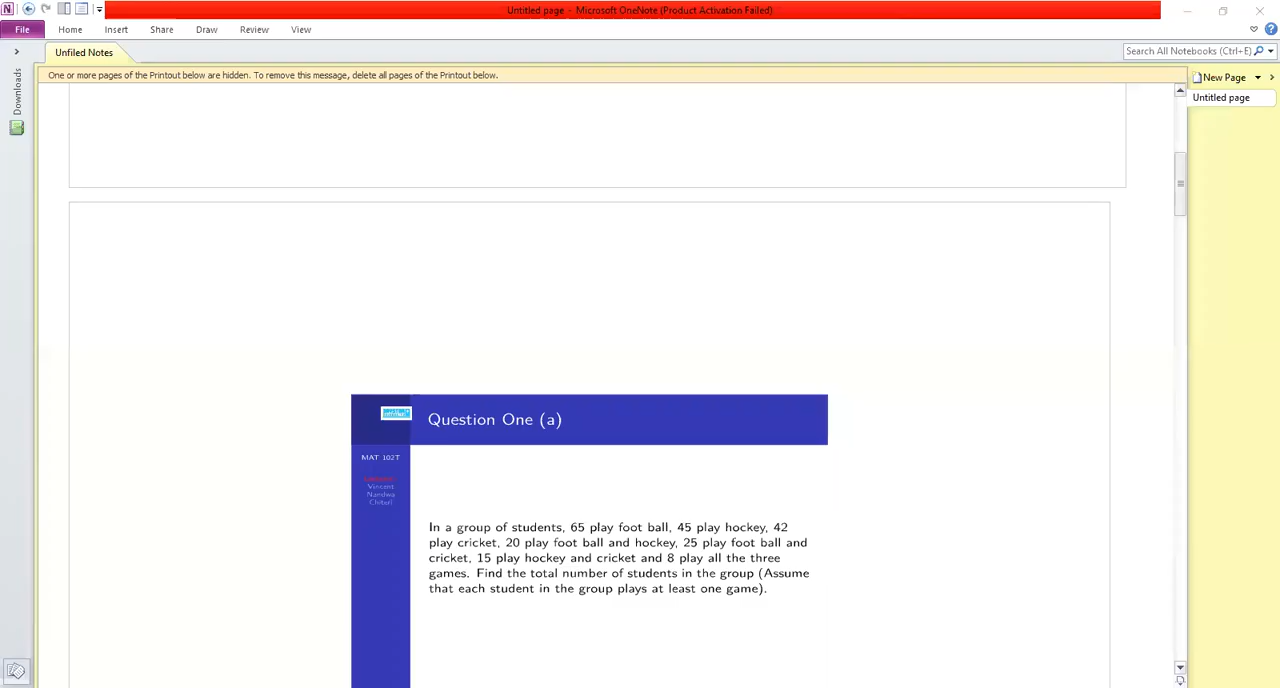 Untitled page - Microsoft OneNote (Product Activation Failed)
File Home Insert Share Draw Review View
Unfiled Notes
Search All Notebooks (Ctrl+E)
One or more pages of the Printout below are hidden. To remove this message, delete all pages of the Printout below.
New Page
Untitled page
Downloads
Question One (a)
MAT 102T
Vincent
Nandwa
Chiteri
In a group of students, 65 play foot ball, 45 play hockey, 42
play cricket, 20 play foot ball and hockey, 25 play foot ball and
cricket, 15 play hockey and cricket and 8 play all the three
games. Find the total number of students in the group (Assume
that each student in the group plays at least one game).